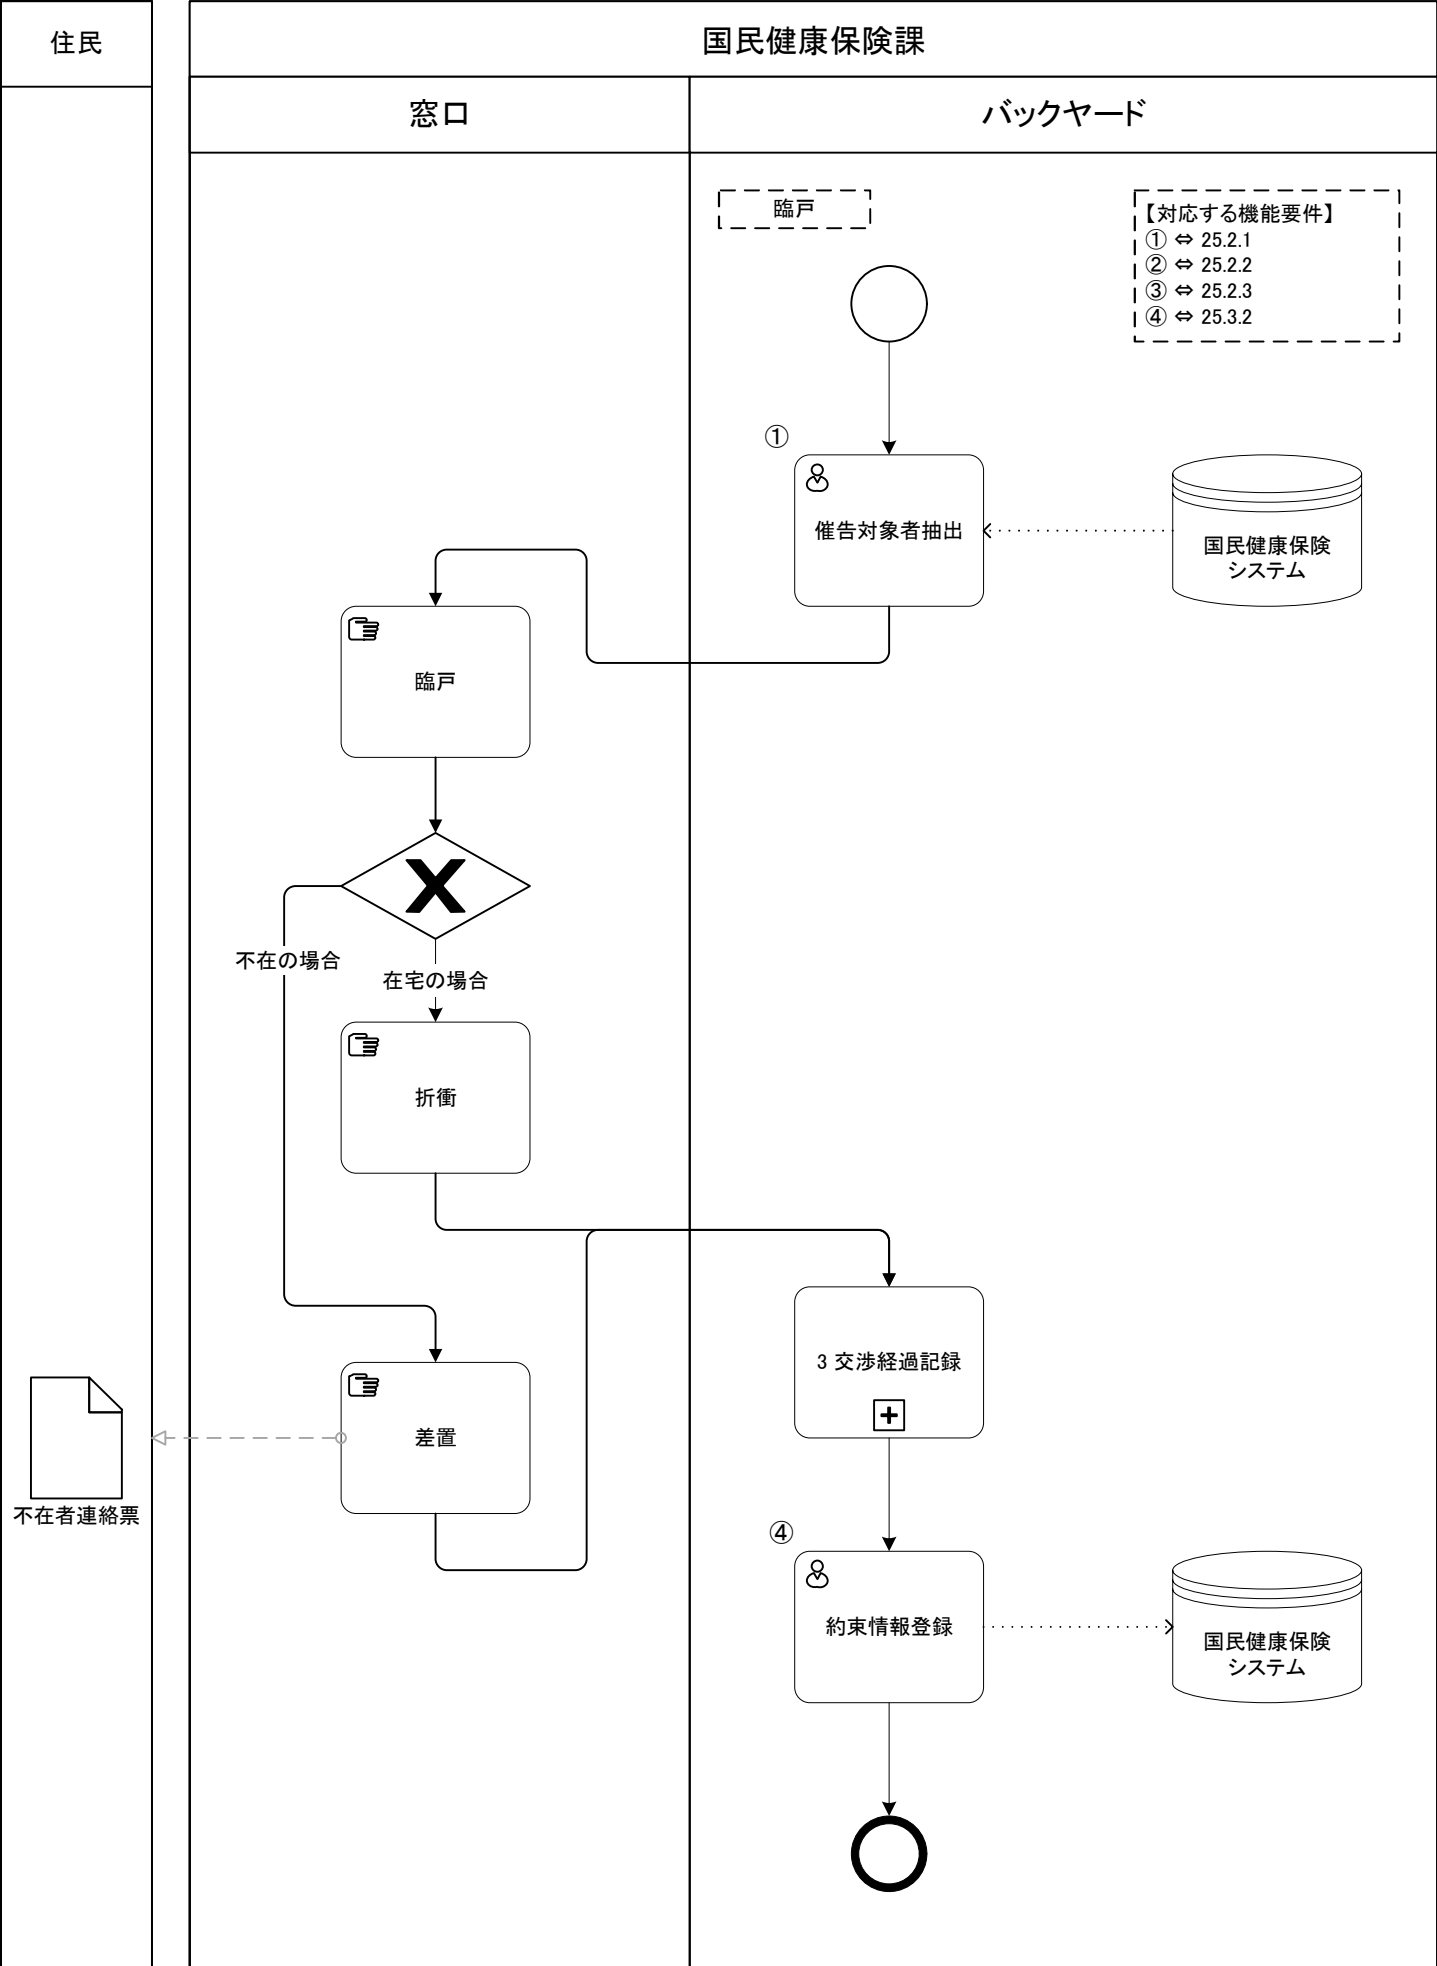 住民
国民健康保険課
窓口
バックヤード
臨戸
【対応する機能要件】
① ⇔ 25.2.1
② ⇔ 25.2.2
③ ⇔ 25.2.3
④ ⇔ 25.3.2
①
催告対象者抽出
国民健康保険
システム
臨戸
不在の場合
在宅の場合
折衝
3 交渉経過記録
差置
不在者連絡票
④
約束情報登録
国民健康保険
システム